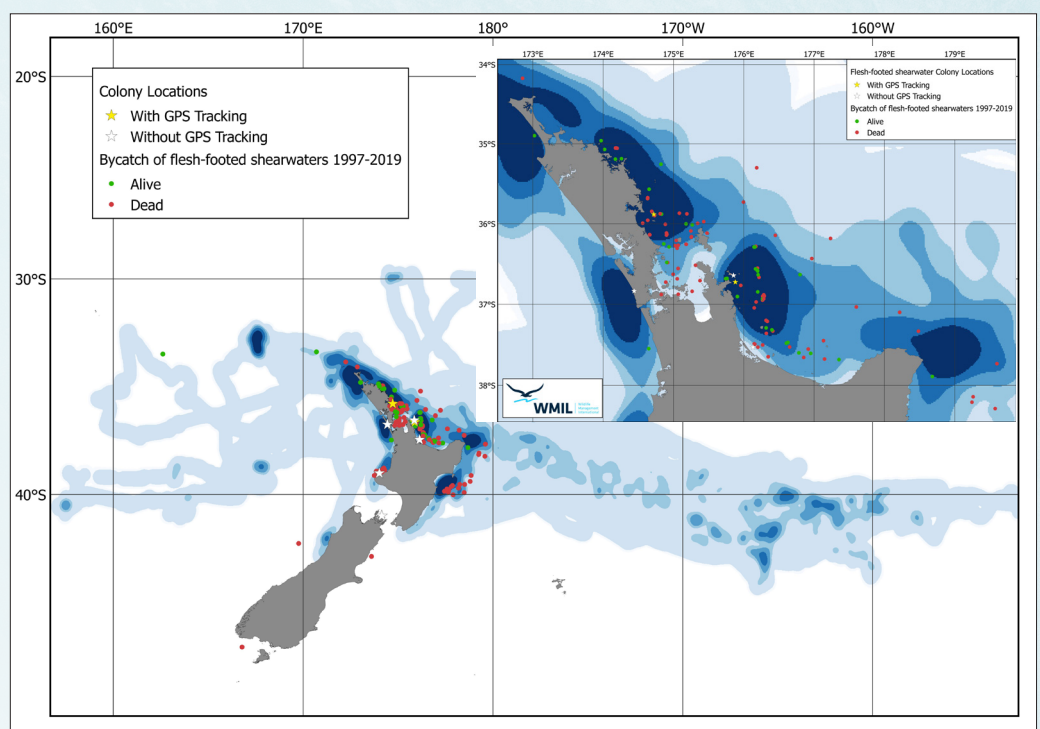 160°E 170°E 180° 170°W 160°W
20°S
30°S
40°S
Colony Locations
With GPS Tracking
Without GPS Tracking
Bycatch of flesh-footed shearwaters 1997-2019
Alive
Dead
173°E 174°E 175°E 176°E 177°E 178°E 179°E
34°S
35°S
36°S
37°S
38°S
Flesh-footed shearwater Colony Locations
With GPS Tracking
Without GPS Tracking
Bycatch of flesh-footed shearwaters 1997-2019
Alive
Dead
WMIL